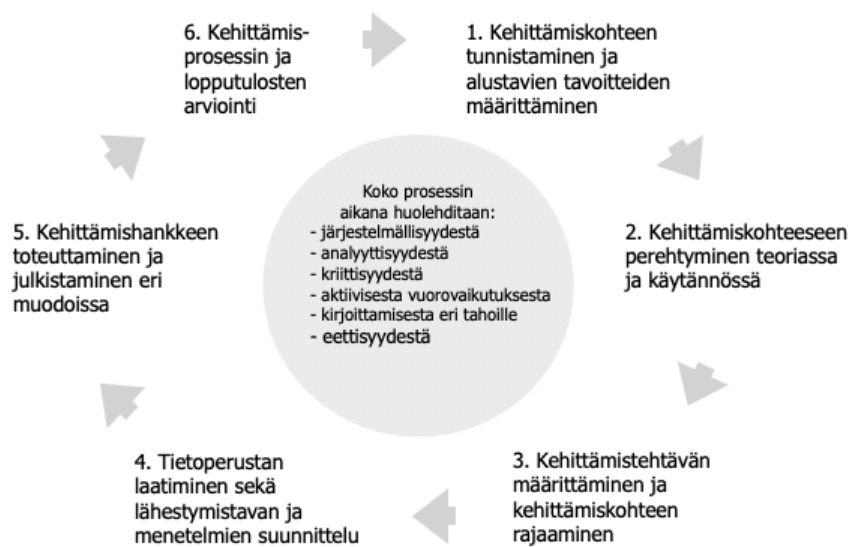 6. Kehittämis-
prosessin ja
lopputulosten
arviointi
1. Kehittämiskohteen
tunnistaminen ja
alustavien tavoitteiden
määrittäminen
2. Kehittämiskohteeseen
perehtyminen teoriassa
ja käytännössä
3. Kehittämistehtävän
määrittäminen ja
kehittämiskohteen
rajaaminen
4. Tietoperustan
laatiminen sekä
lähestymistavan ja
menetelmien suunnittelu
5. Kehittämishankkeen
toteuttaminen ja
julkistaminen eri
muodoissa
Koko prosessin
aikana huolehditaan:
- järjestelmällisyydestä
- analyyttisyydestä
- kriittisyydestä
- aktiivisesta vuorovaikutuksesta
- kirjoittamisesta eri tahoille
- eettisyydestä